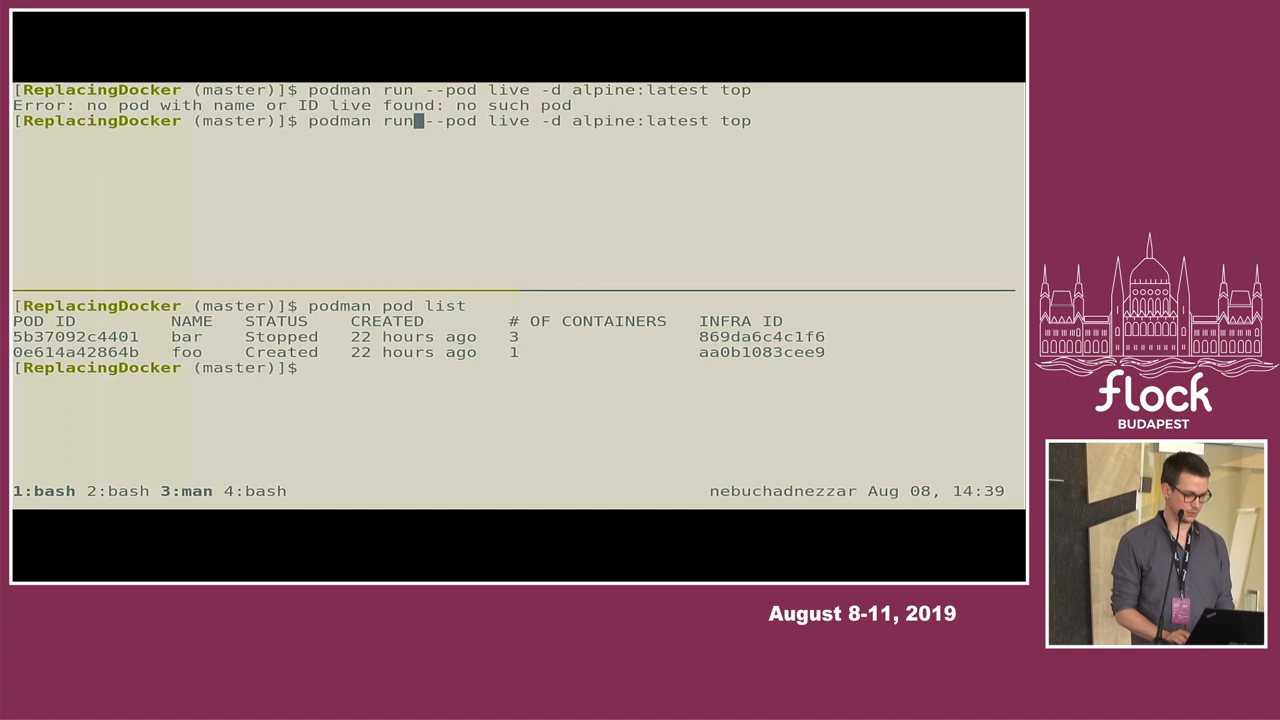 [ReplacingDocker (master)]$ podman run --pod live -d alpine:latest top
Error: no pod with name or ID live found: no such pod
[ReplacingDocker (master)]$ podman run --pod live -d alpine:latest top
[ReplacingDocker (master)]$ podman pod list
POD ID NAME STATUS CREATED # OF CONTAINERS INFRA ID
5b37092c4401 bar Stopped 22 hours ago 3 869da6c4c1f6
0e614a42864b foo Created 22 hours ago 1 aa0b1083cee9
[ReplacingDocker (master)]$
1:bash 2:bash 3:man 4:bash nebuchadnezzar Aug 08, 14:39
flock
BUDAPEST
August 8-11, 2019